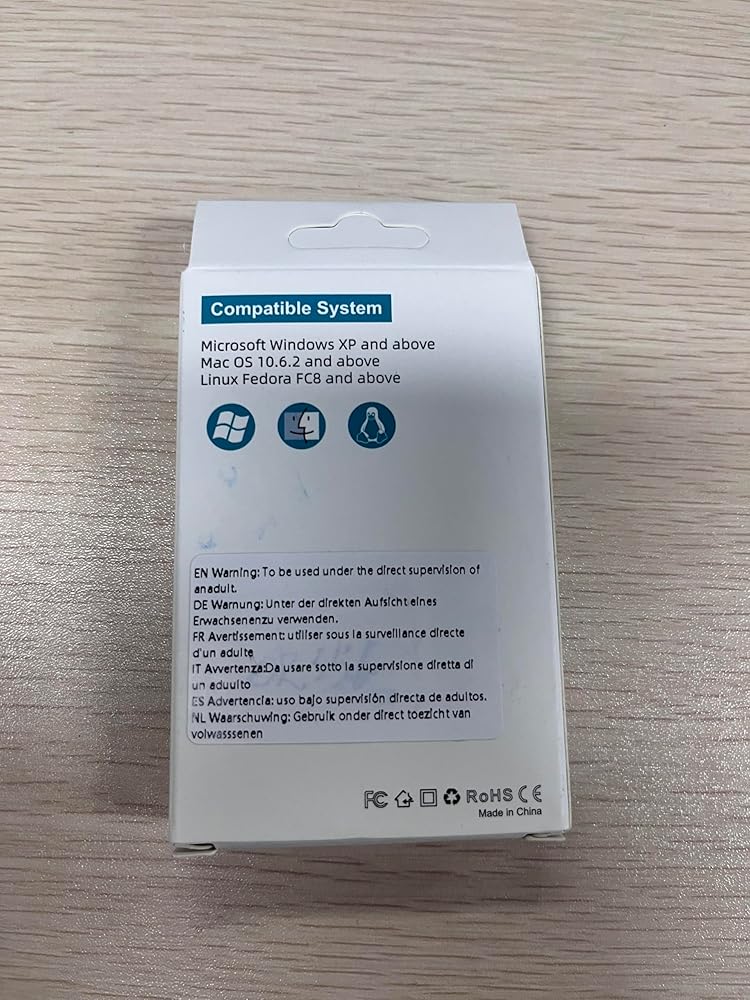 Compatible System
Microsoft Windows XP and above
Mac OS 10.6.2 and above
Linux Fedora FC8 and above
EN Warning: To be used under the direct supervision of
anadult.
DE Warnung: Unter der direkten Aufsicht eines
Erwachsenenzu verwenden.
FR Avertissement: utiliser sous la surveillance directe
d'un adulte
IT Avvertenza:Da usare sotto la supervisione diretta di
un aduulto
ES Advertencia: uso bajo supervisión directa de adultos.
NL Waarschuwing: Gebruik onder direct toezicht van
volwasssenen
FC RoHS CE
Made in China